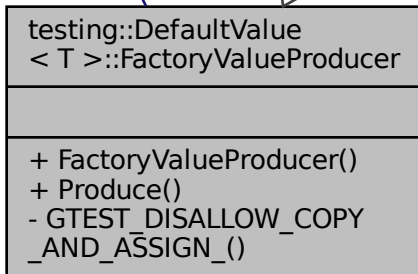 testing::DefaultValue
< T >::FactoryValueProducer
+ FactoryValueProducer()
+ Produce()
- GTEST_DISALLOW_COPY
_AND_ASSIGN_()